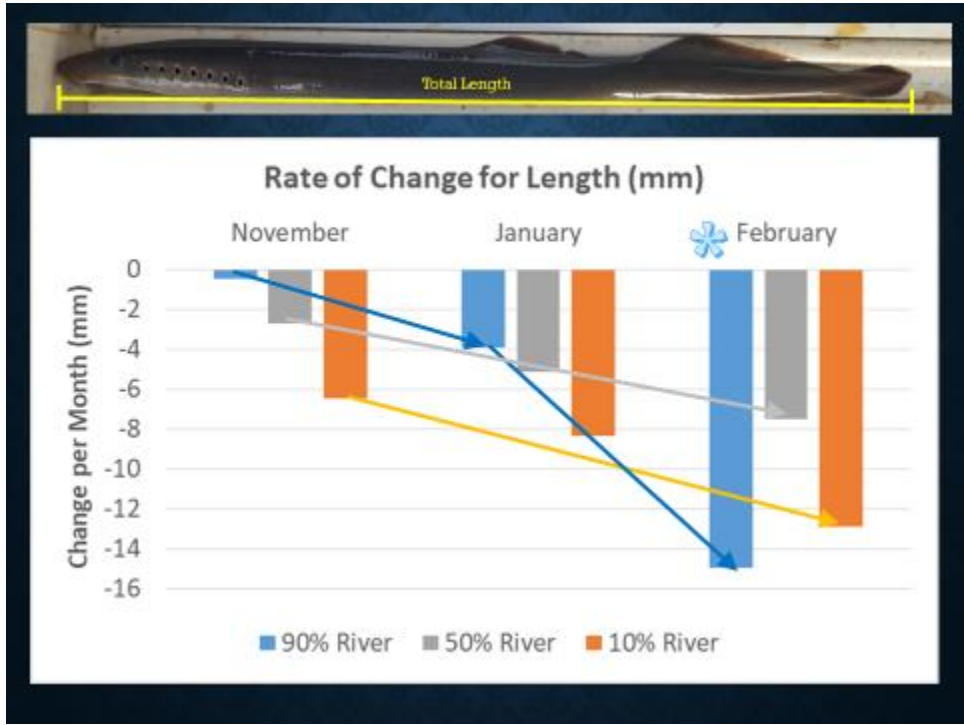 Total Length
Rate of Change for Length (mm)
November January February
Change per Month (mm)
0
-2
-4
-6
-8
-10
-12
-14
-16
90% River 50% River 10% River